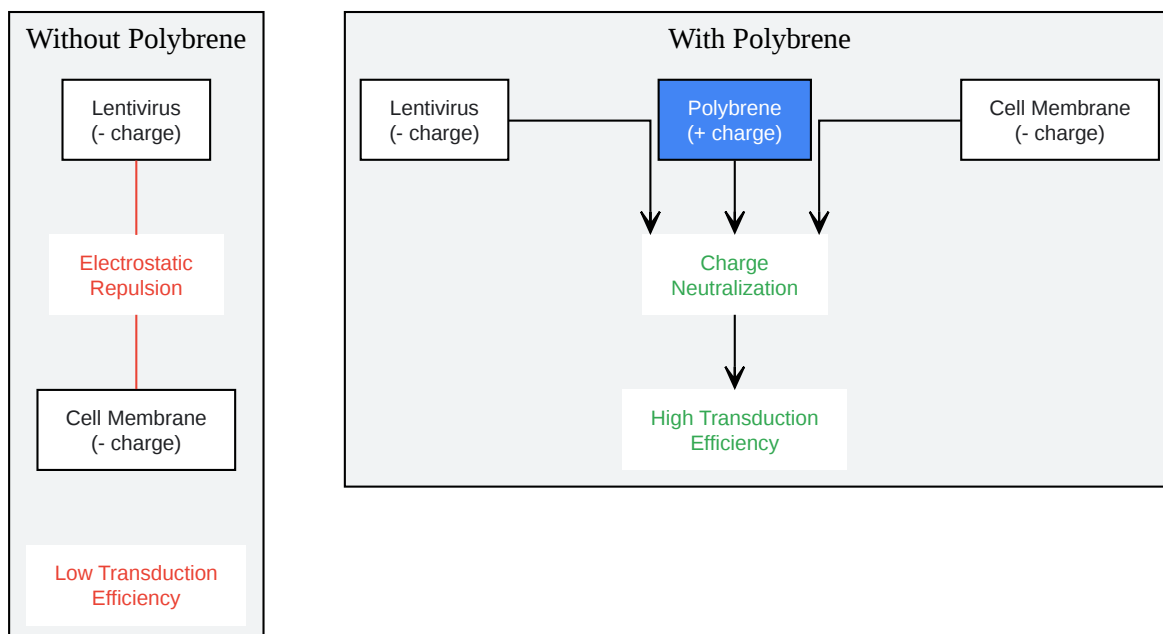 Without Polybrene
Lentivirus
(- charge)
Electrostatic
Repulsion
Cell Membrane
(- charge)
Low Transduction
Efficiency
With Polybrene
Lentivirus
(- charge)
Polybrene
(+ charge)
Cell Membrane
(- charge)
Charge
Neutralization
High Transduction
Efficiency